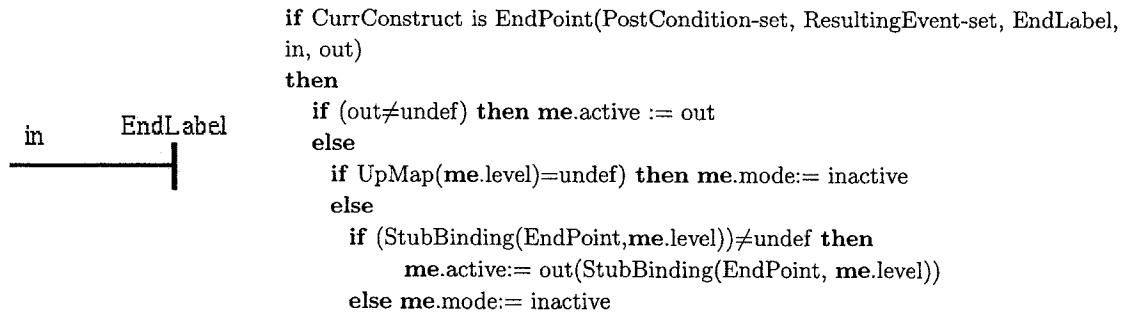 if CurrConstruct is EndPoint(PostCondition-set, ResultingEvent-set, EndLabel,
in, out)
then
if (out≠undef) then me.active := out
else
if UpMap(me.level)=undef) then me.mode:= inactive
else
if (StubBinding(EndPoint,me.level))≠undef then
me.active:= out(StubBinding(EndPoint, me.level))
else me.mode:= inactive
in
EndLabel